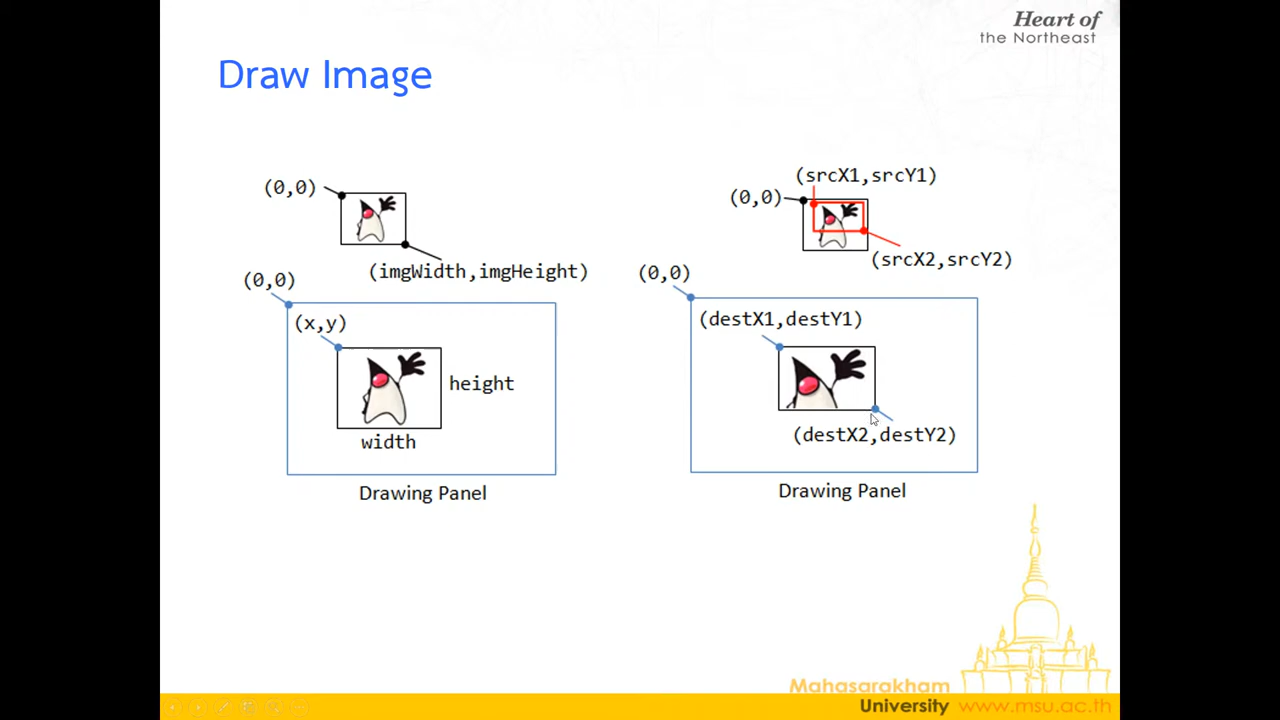 Heart of
the Northeast
Draw Image
(0,0)
(imgWidth,imgHeight)
(0,0)
(x,y)
height
width
Drawing Panel
(srcX1,srcY1)
(0,0)
(srcX2,srcY2)
(0,0)
(destX1,destY1)
(destX2,destY2)
Drawing Panel
Mahasarakham
University www.msu.ac.th